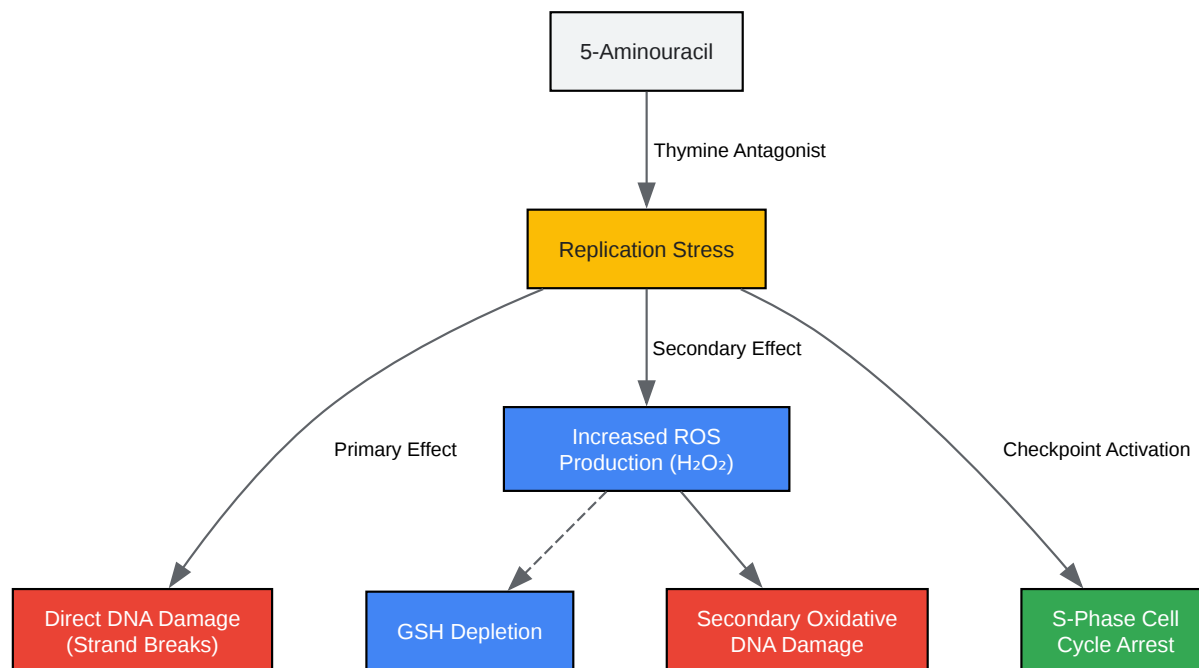 5-Aminouracil
Thymine Antagonist
Replication Stress
Secondary Effect
Increased ROS
Production (H₂O₂)
Primary Effect
Checkpoint Activation
Direct DNA Damage
(Strand Breaks)
GSH Depletion
Secondary Oxidative
DNA Damage
S-Phase Cell
Cycle Arrest